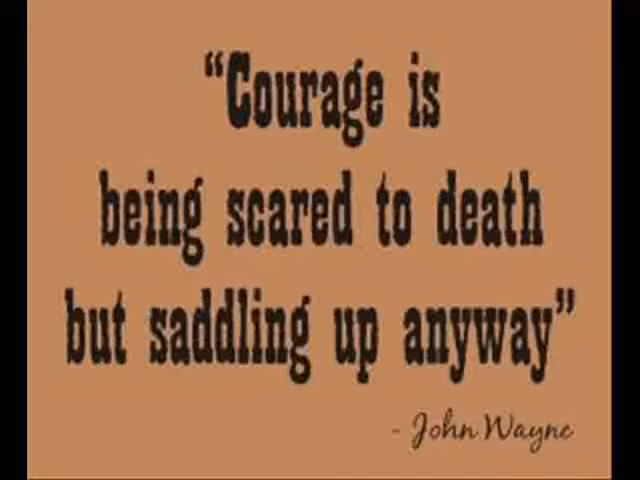 “Courage is
being scared to death
but saddling up anyway”
- John Wayne